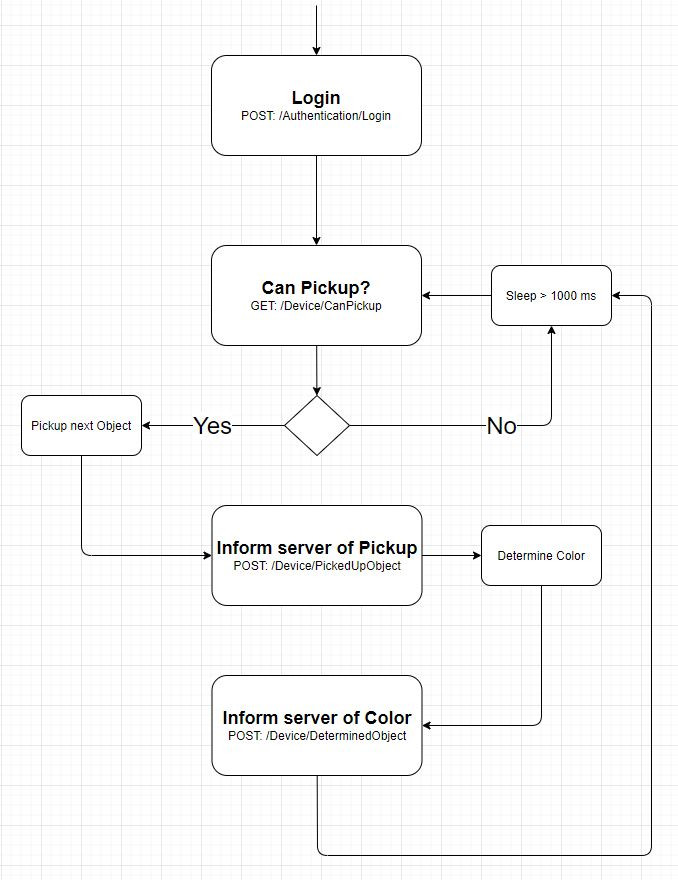 Login
POST: /Authentication/Login
Can Pickup?
GET: /Device/CanPickup
Sleep > 1000 ms
Pickup next Object
Yes
No
Inform server of Pickup
POST: /Device/PickedUpObject
Determine Color
Inform server of Color
POST: /Device/DeterminedObject